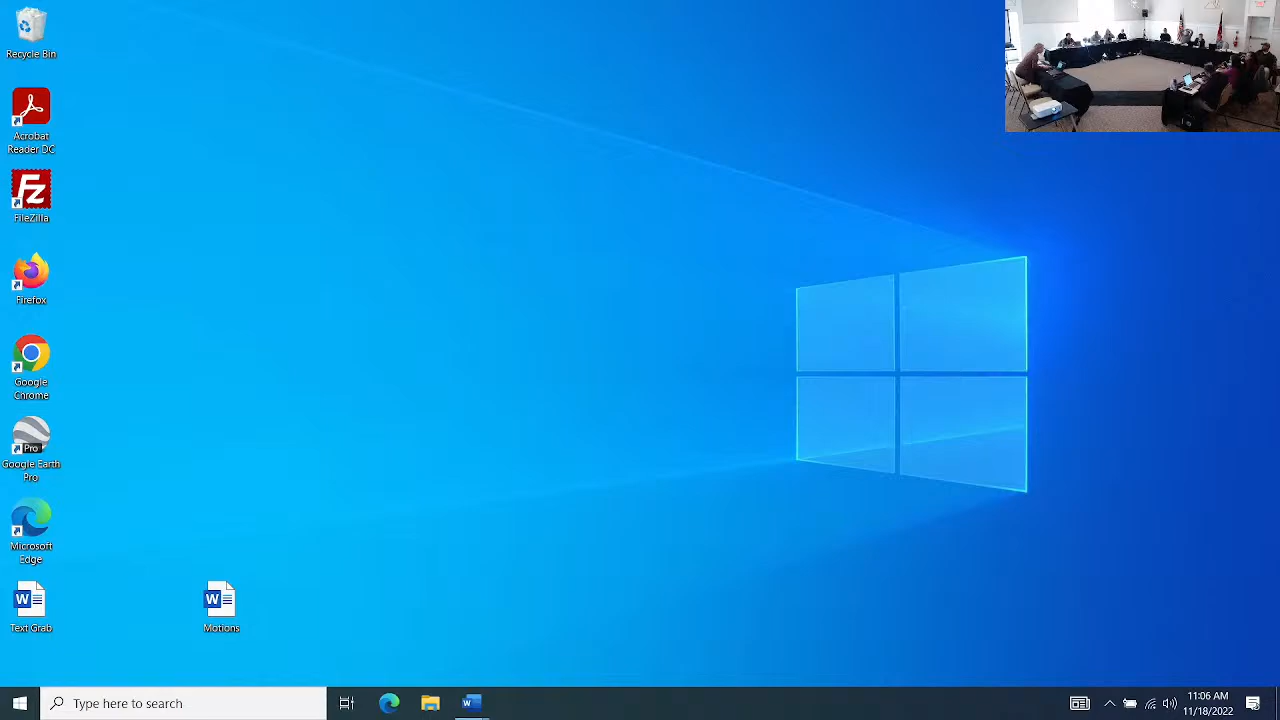 Recycle Bin
Acrobat
Reader DC
FileZilla
Firefox
Google
Chrome
Pro
Google Earth
Pro
Microsoft
Edge
W
Text Grab
W
Motions
Type here to search
W
11:06 AM
11/18/2022